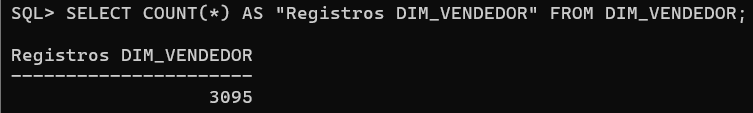 SQL> SELECT COUNT(*) AS "Registros DIM_VENDEDOR" FROM DIM_VENDEDOR;
Registros DIM_VENDEDOR
----------------------
3095